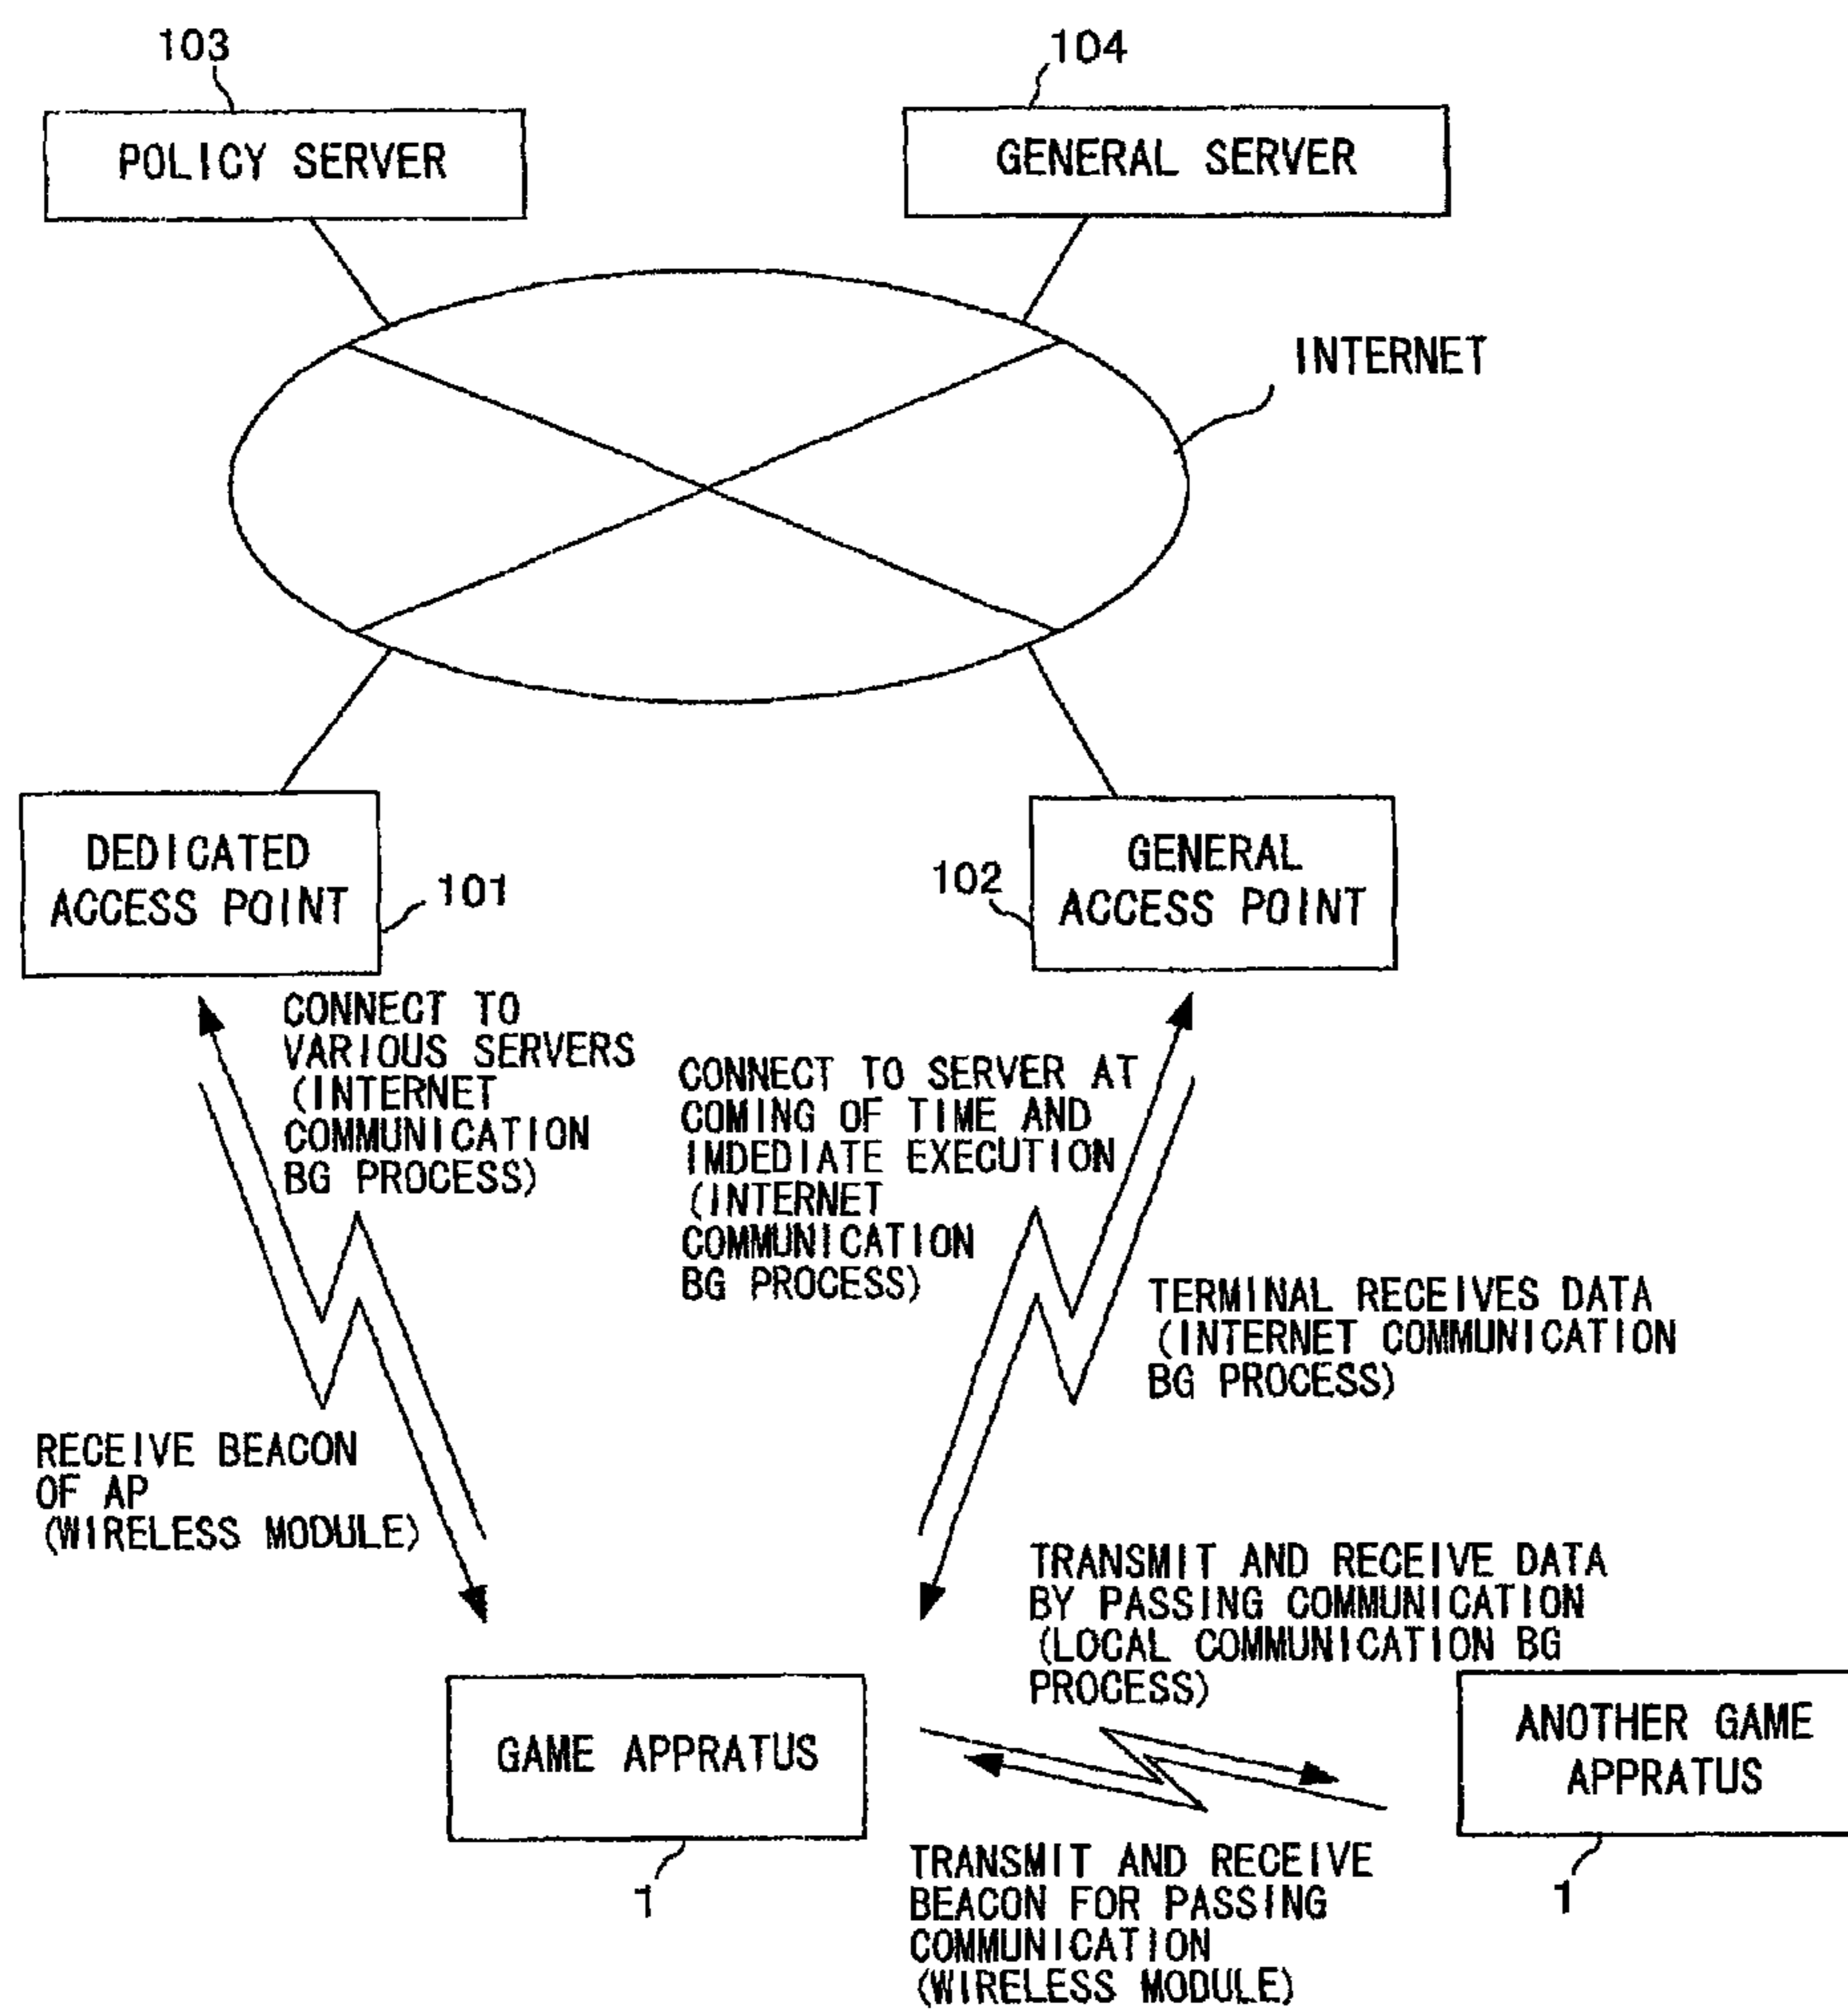 103
104
POLICY SERVER
GENERAL SERVER
INTERNET
DEDICATED
ACCESS POINT
101
102
GENERAL
ACCESS POINT
CONNECT TO
VARIOUS SERVERS
(INTERNET
COMMUNICATION
BG PROCESS)
CONNECT TO SERVER AT
COMING OF TIME AND
IMDEDIATE EXECUTION
(INTERNET
COMMUNICATION
BG PROCESS)
TERMINAL RECEIVES DATA
(INTERNET COMMUNICATION
BG PROCESS)
RECEIVE BEACON
OF AP
(WIRELESS MODULE)
TRANSMIT AND RECEIVE DATA
BY PASSING COMMUNICATION
(LOCAL COMMUNICATION BG
PROCESS)
GAME APPRATUS
1
ANOTHER GAME
APPRATUS
1
TRANSMIT AND RECEIVE
BEACON FOR PASSING
COMMUNICATION
(WIRELESS MODULE)